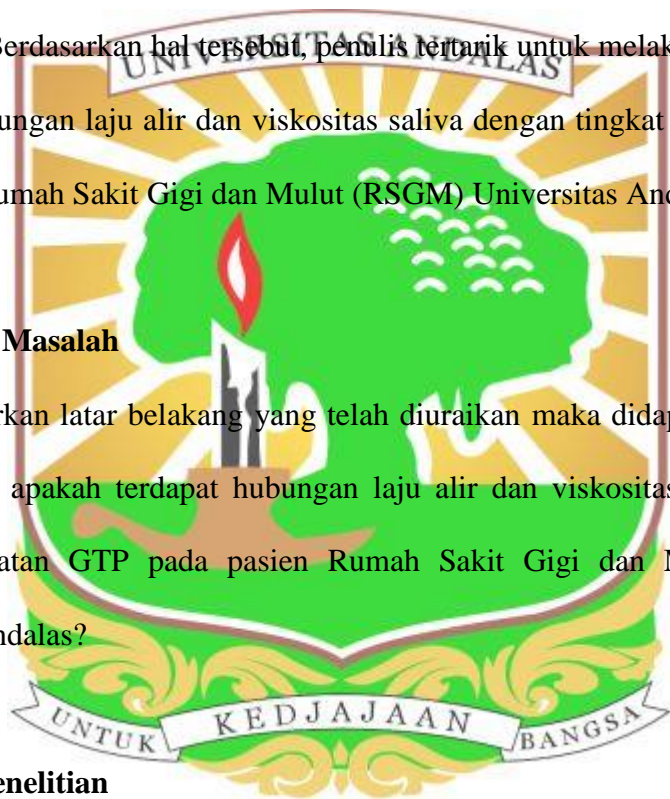 Berdasarkan hal tersebut, penulis tertarik untuk melak
UNIVERSITAS ANDALAS
ungan laju alir dan viskositas saliva dengan tingkat
umah Sakit Gigi dan Mulut (RSGM) Universitas And
Masalah
rkan latar belakang yang telah diuraikan maka didap
apakah terdapat hubungan laju alir dan viskositas
atan GTP pada pasien Rumah Sakit Gigi dan M
ndalas?
UNTUK KEDJAJAAN BANGSA
enelitian